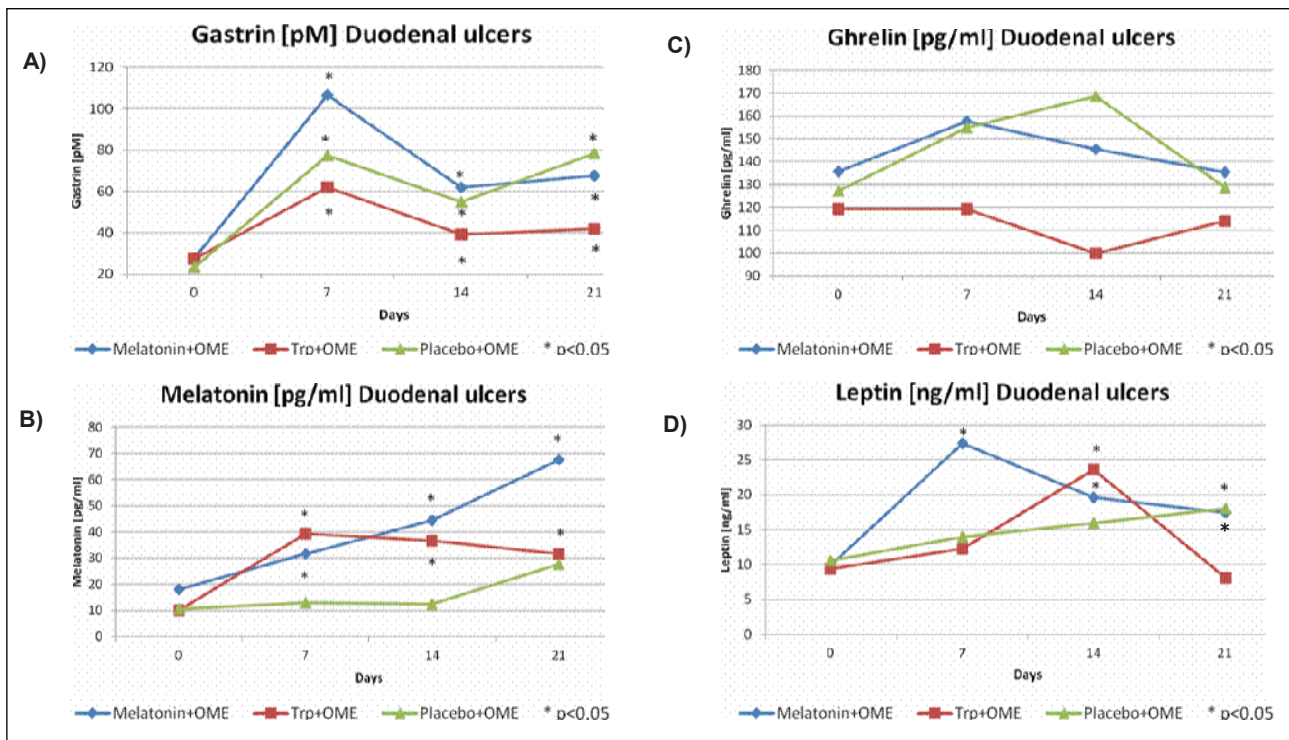 A)
Gastrin [pM] Duodenal ulcers
Gastrin [pM]
120
100
80
60
40
20
* * * * * * * * *
0 7 14 21
Days
Melatonin+OME Trp+OME Placebo+OME * p<0.05
B)
Melatonin [pg/ml] Duodenal ulcers
Melatonin [pg/ml]
80
70
60
50
40
30
20
10
0
* * * * * *
0 7 14 21
Days
Melatonin+OME Trp+OME Placebo+OME * p<0.05
C)
Ghrelin [pg/ml] Duodenal ulcers
Ghrelin [pg/ml]
180
170
160
150
140
130
120
110
100
90
0 7 14 21
Days
Melatonin+OME Trp+OME Placebo+OME * p<0.05
D)
Leptin [ng/ml] Duodenal ulcers
Leptin [ng/ml]
30
25
20
15
10
5
0
* * * * *
0 7 14 21
Days
Melatonin+OME Trp+OME Placebo+OME * p<0.05